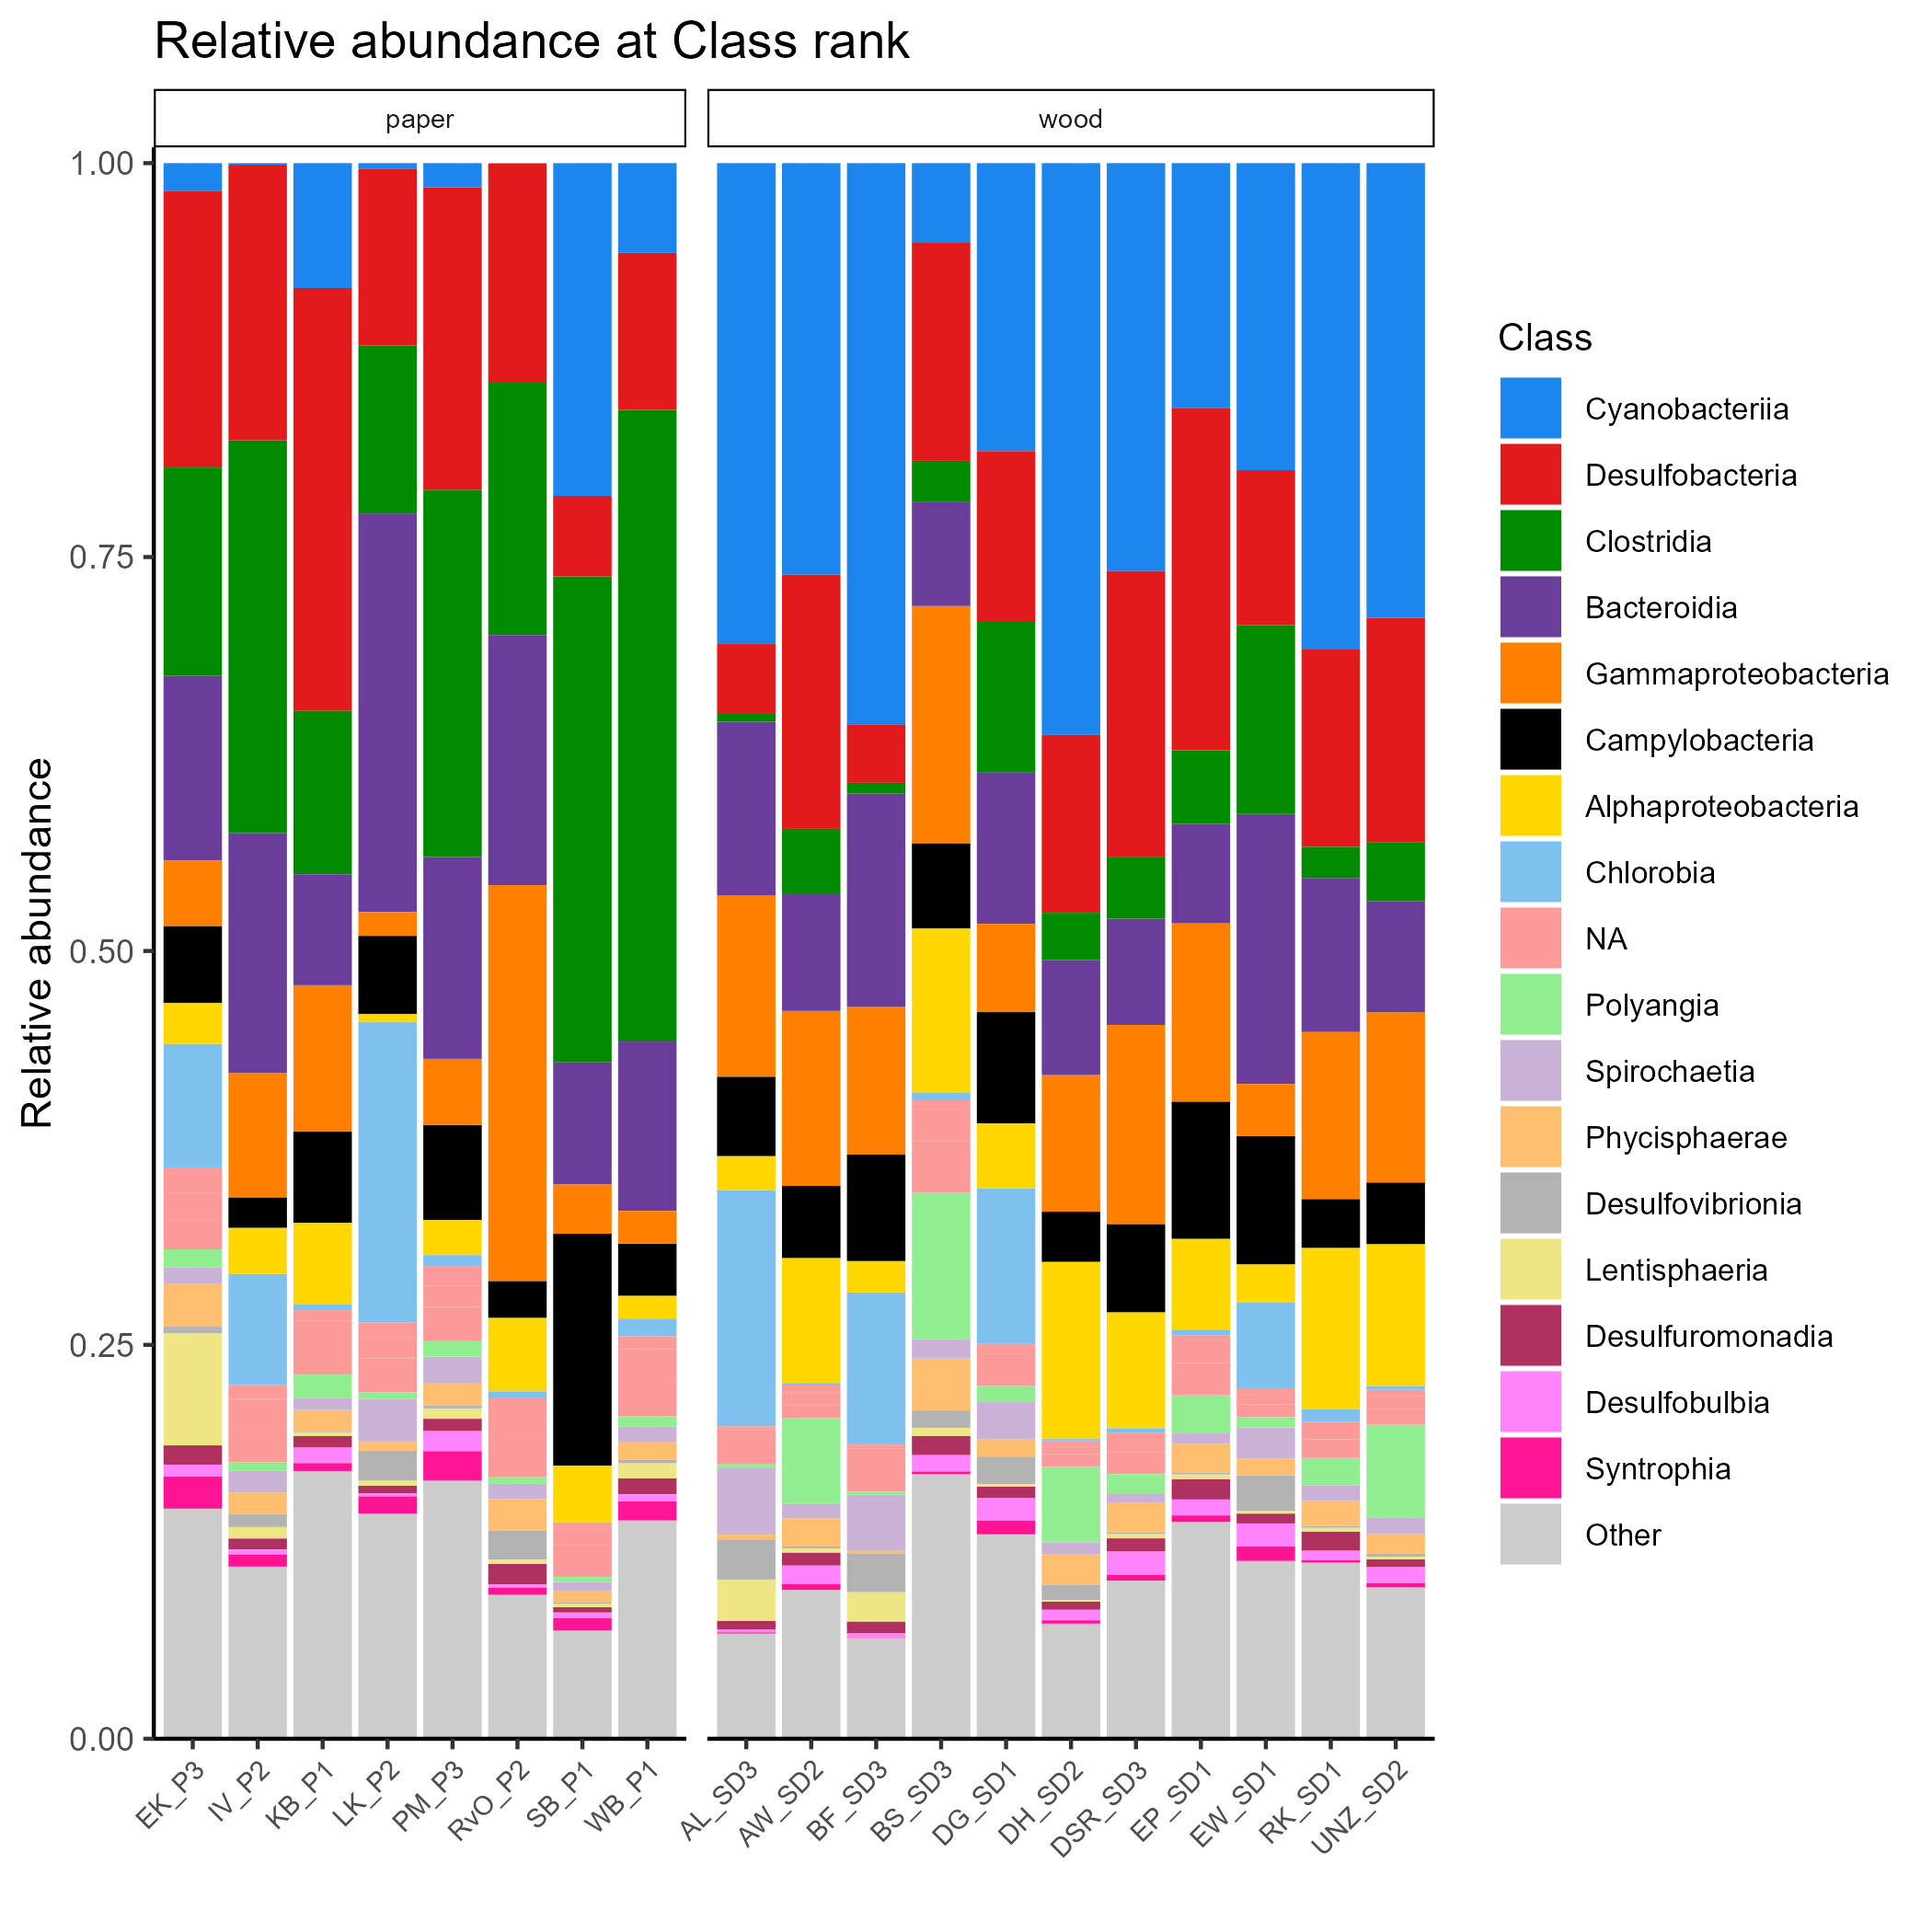 Relative abundance at Class rank
paper
wood
Relative abundance
1.00
0.75
0.50
0.25
0.00
EK_P3
IV_P2
KB_P1
LK_P2
PM_P3
RvO_P2
SB_P1
WB_P1
AL_SD3
AW_SD2
BF_SD3
BS_SD3
DG_SD1
DH_SD2
DSR_SD3
EP_SD1
EW_SD1
RK_SD1
UNZ_SD2
Class
Cyanobacteriia
Desulfobacteria
Clostridia
Bacteroidia
Gammaproteobacteria
Campylobacteria
Alphaproteobacteria
Chlorobia
NA
Polyangia
Spirochaetia
Phycisphaerae
Desulfovibrionia
Lentisphaeria
Desulfuromonadia
Desulfobulbia
Syntrophia
Other